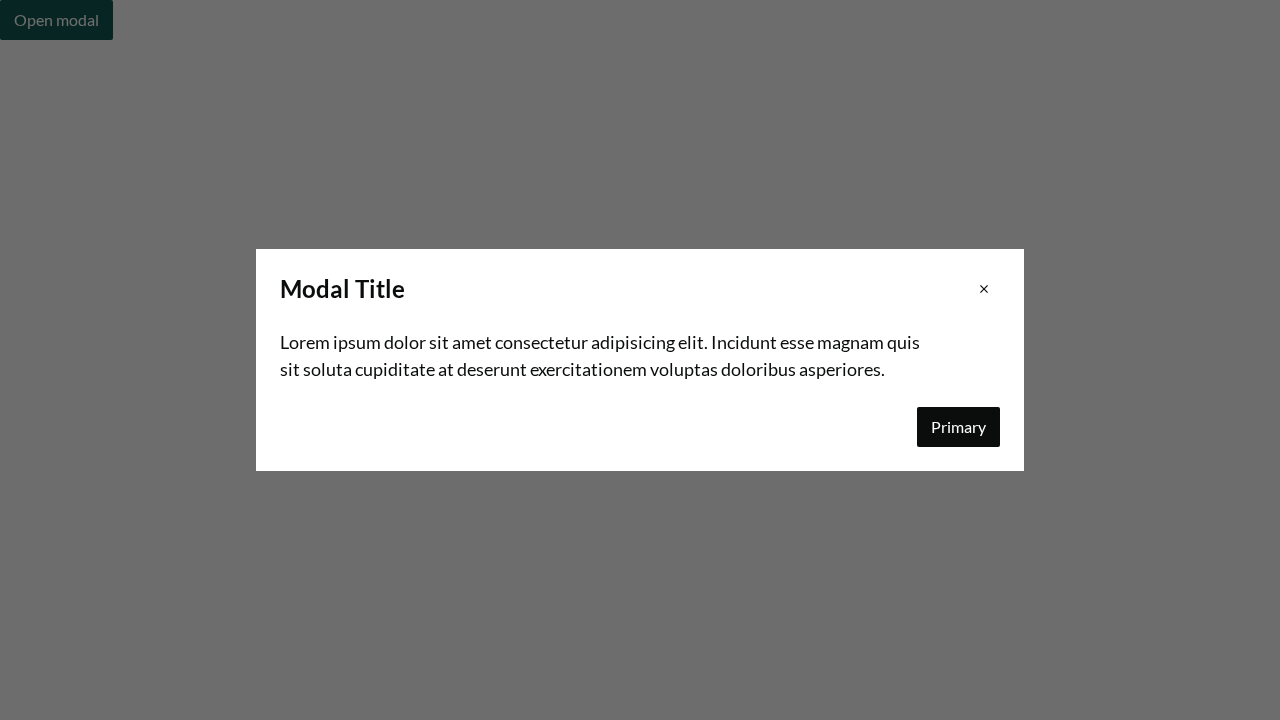 Open modal
Modal Title
×
Lorem ipsum dolor sit amet consectetur adipisicing elit. Incidunt esse magnam quis
sit soluta cupiditate at deserunt exercitationem voluptas doloribus asperiores.
Primary